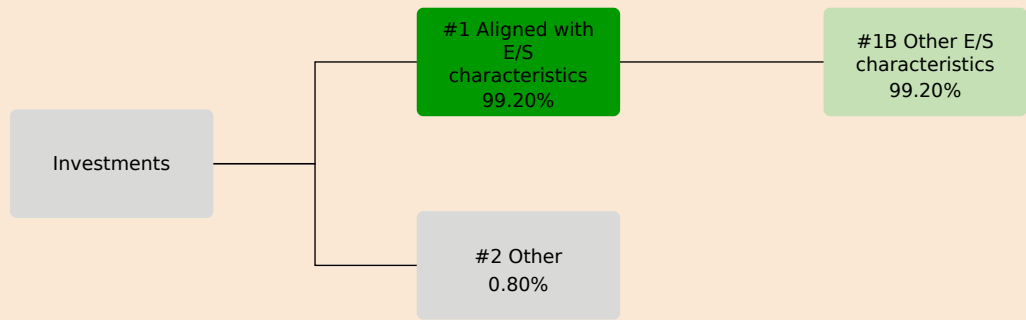 Investments
#1 Aligned with
E/S
characteristics
99.20%
#1B Other E/S
characteristics
99.20%
#2 Other
0.80%